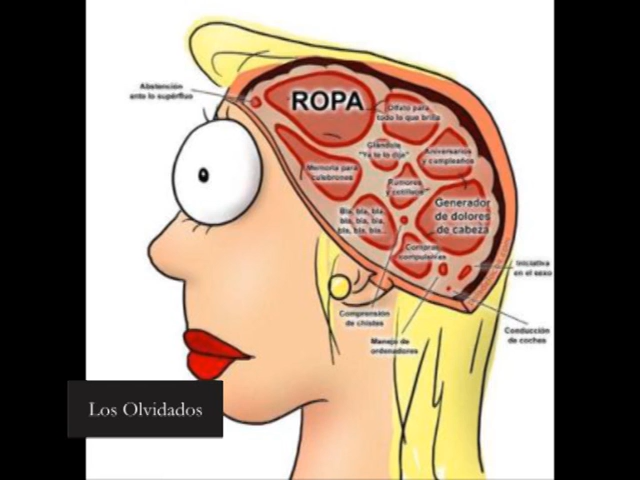 Abstención
ante lo supérfluo
ROPA
Olfato para
todo lo que brilla
Glándula
"Ya te lo dije"
Aniversarios
y cumpleaños
Memoria para
culebrones
Rumores
y cotilleos
Generador
de dolores
de cabeza
Bla, bla, bla,
bla, bla, bla,
bla, bla, bla...
Compras
compulsivas
Iniciativa
en el sexo
Comprensión
de chistes
Manejo de
ordenadores
Conducción
de coches
Los Olvidados